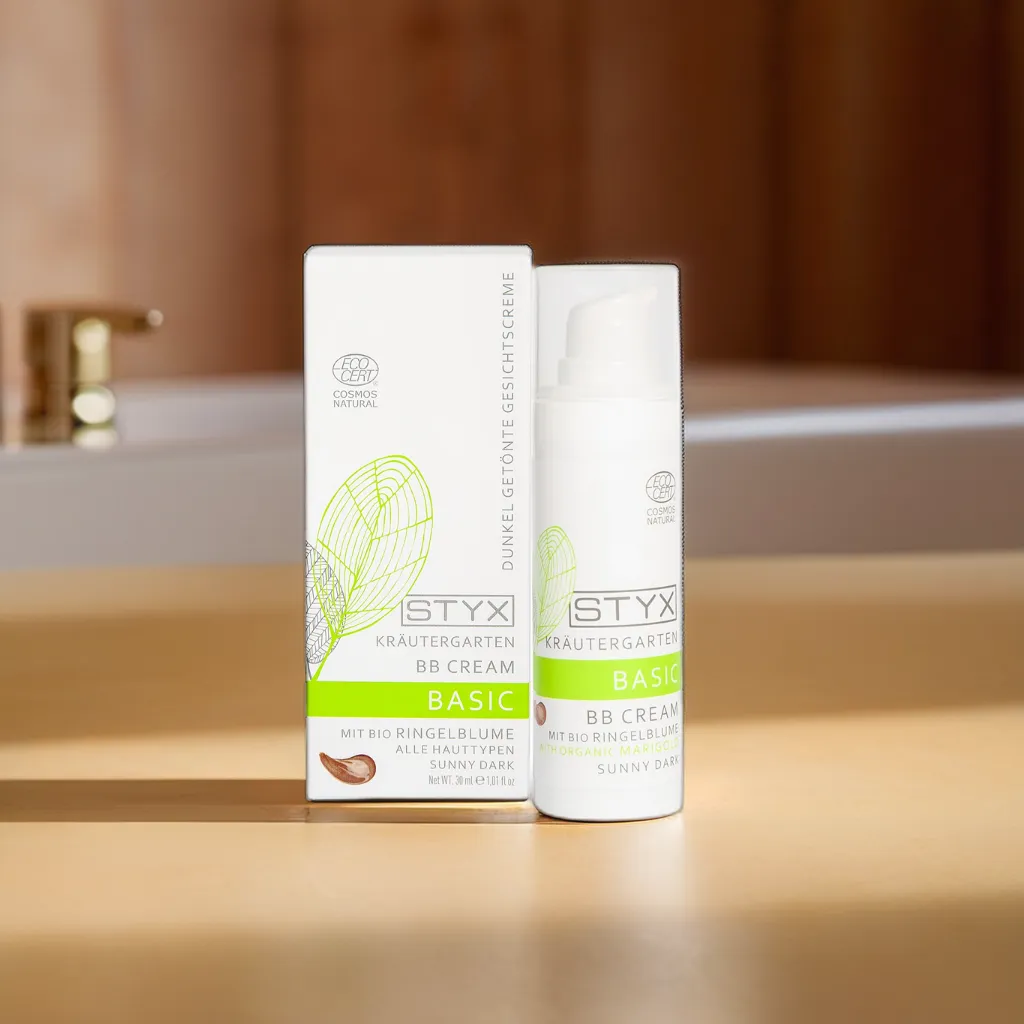 ECO
CERT
®
COSMOS
NATURAL
DUNKEL GETÖNTE GESICHTSCREME
STYX
KRÄUTERGARTEN
BB CREAM
BASIC
MIT BIO RINGELBLUME
ALLE HAUTTYPEN
SUNNY DARK
Net WT. 30 mL ℮ 1,01 fl. oz
ECO
CERT
COSMOS
NATURAL
STYX
KRÄUTERGARTEN
BASIC
BB CREAM
MIT BIO RINGELBLUME
ORGANIC MARIGOLD
SUNNY DARK